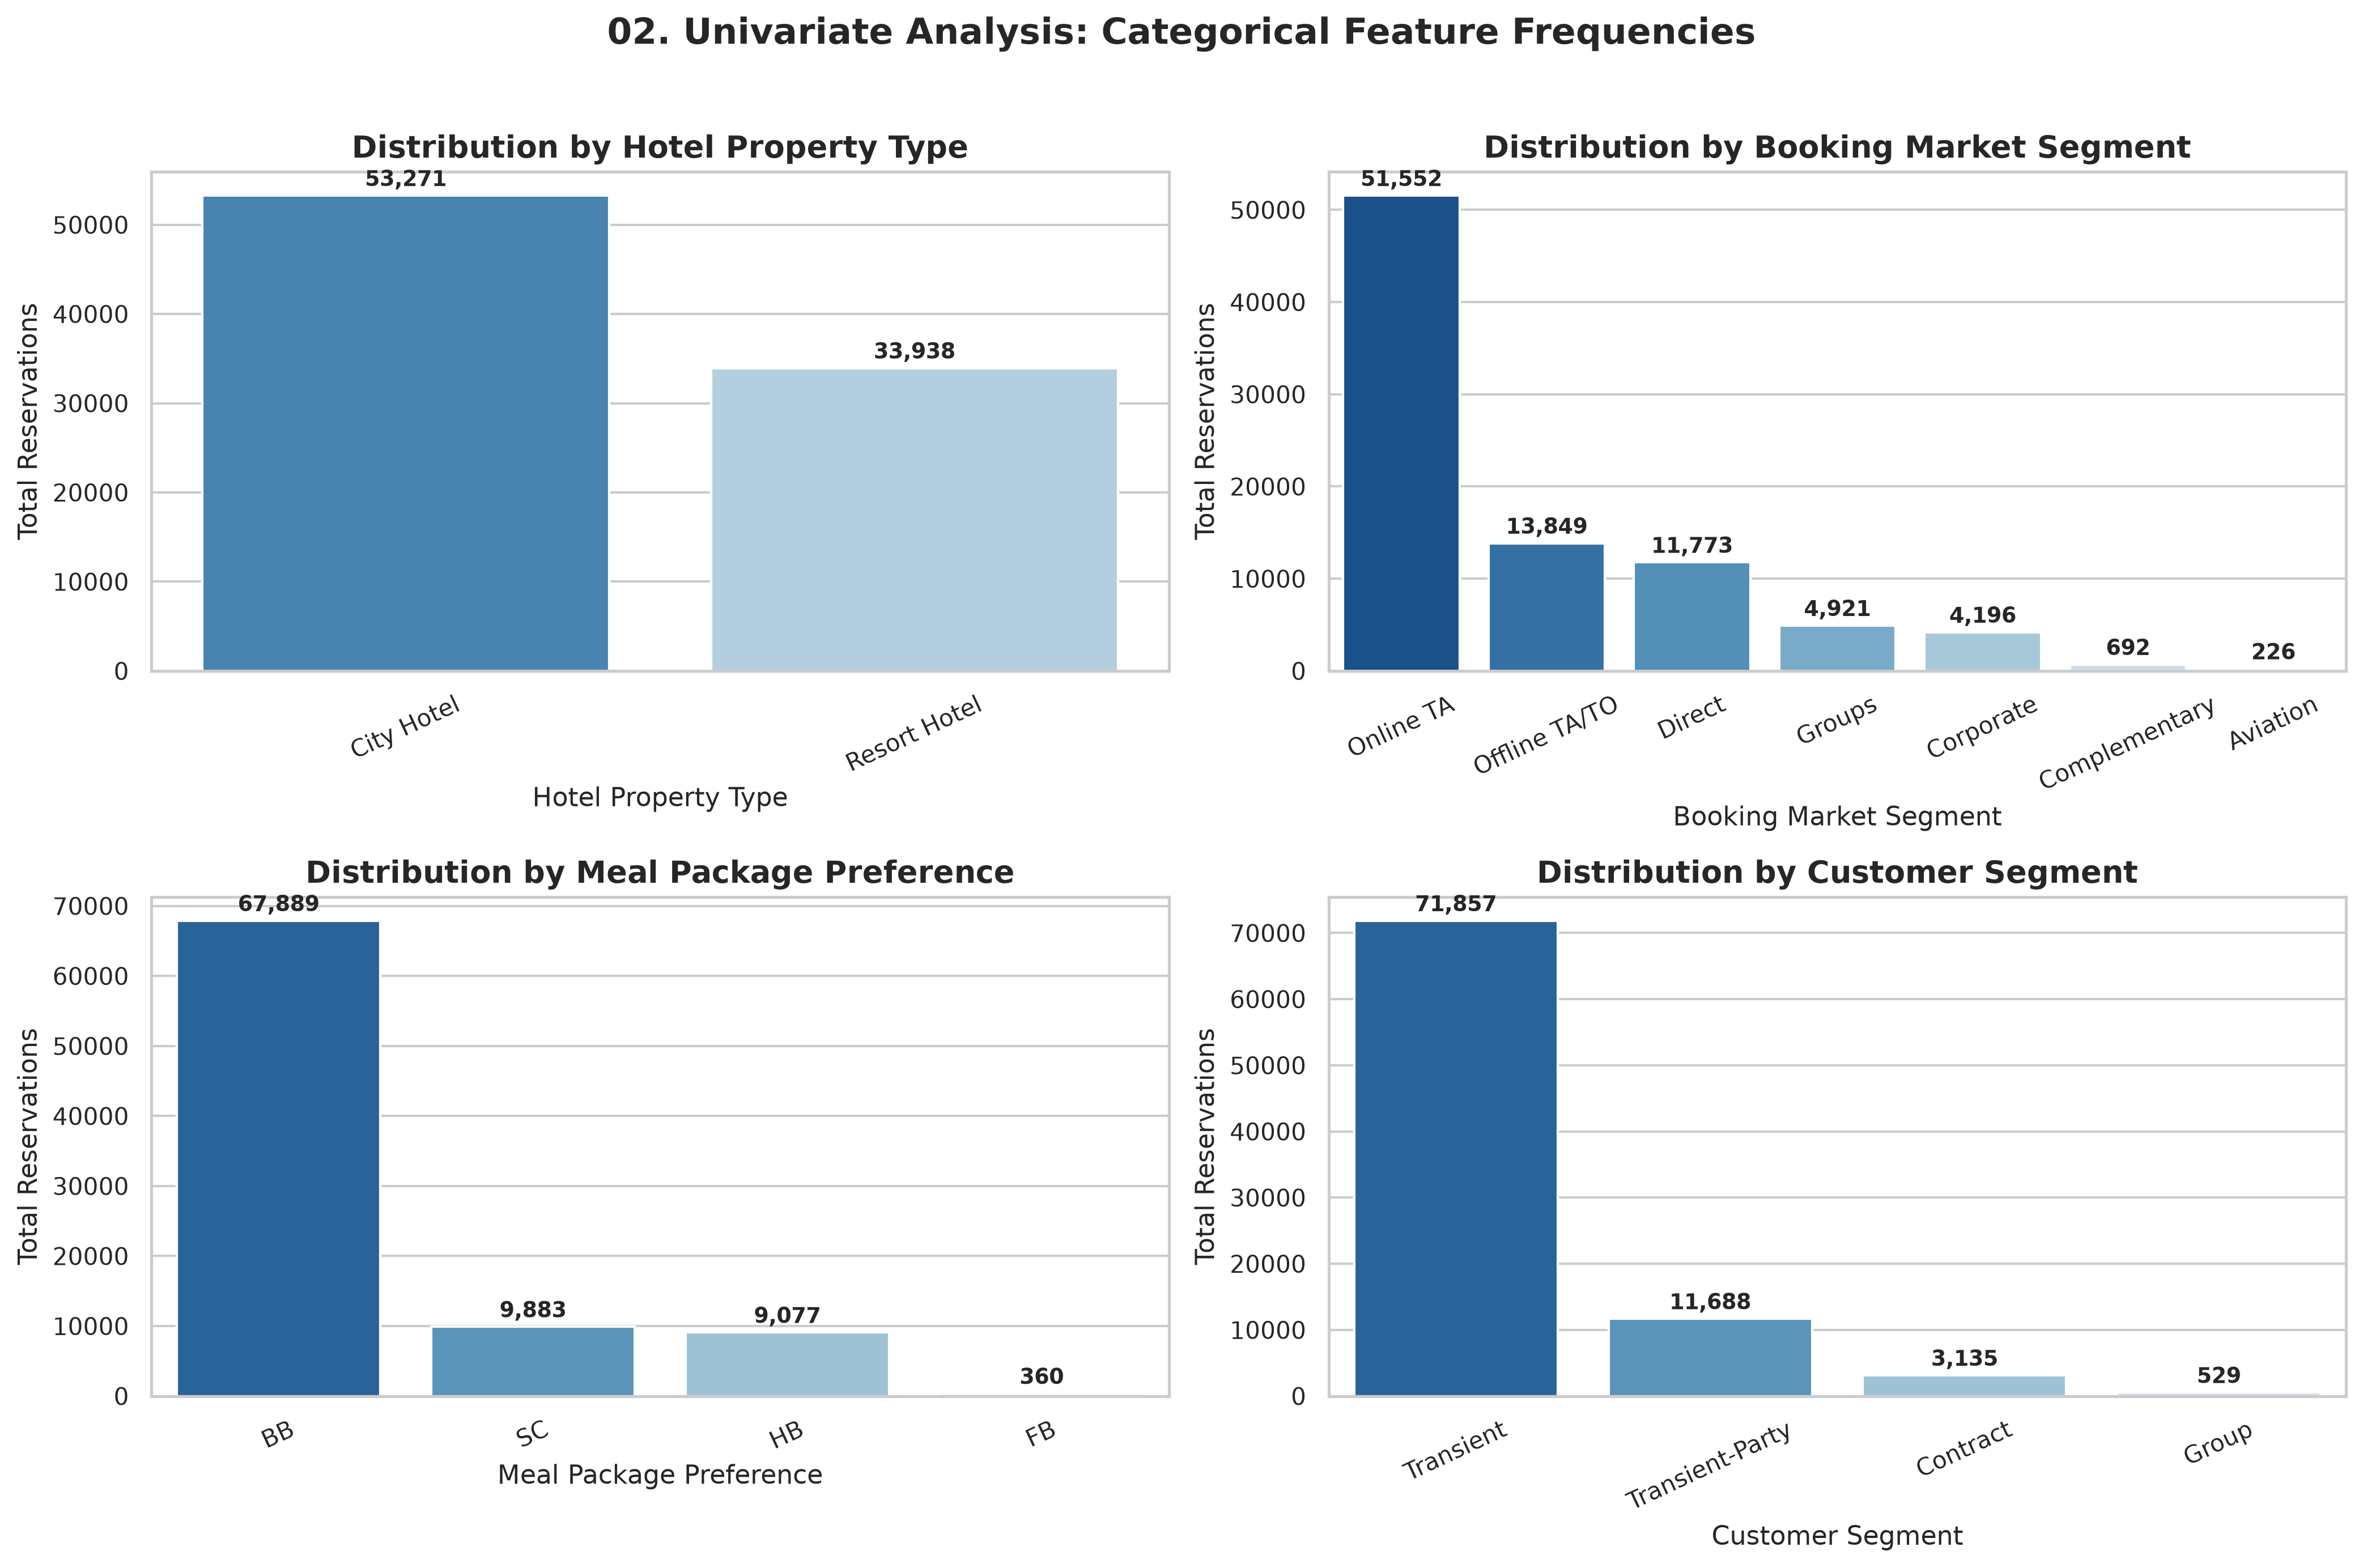 02. Univariate Analysis: Categorical Feature Frequencies
Distribution by Hotel Property Type
53,271
33,938
Total Reservations
50000
40000
30000
20000
10000
0
City Hotel
Resort Hotel
Hotel Property Type
Distribution by Booking Market Segment
51,552
13,849
11,773
4,921
4,196
692
226
Total Reservations
50000
40000
30000
20000
10000
0
Online TA
Offline TA/TO
Direct
Groups
Corporate
Complementary
Aviation
Booking Market Segment
Distribution by Meal Package Preference
67,889
9,883
9,077
360
Total Reservations
70000
60000
50000
40000
30000
20000
10000
0
BB
SC
HB
FB
Meal Package Preference
Distribution by Customer Segment
71,857
11,688
3,135
529
Total Reservations
70000
60000
50000
40000
30000
20000
10000
0
Transient
Transient-Party
Contract
Group
Customer Segment